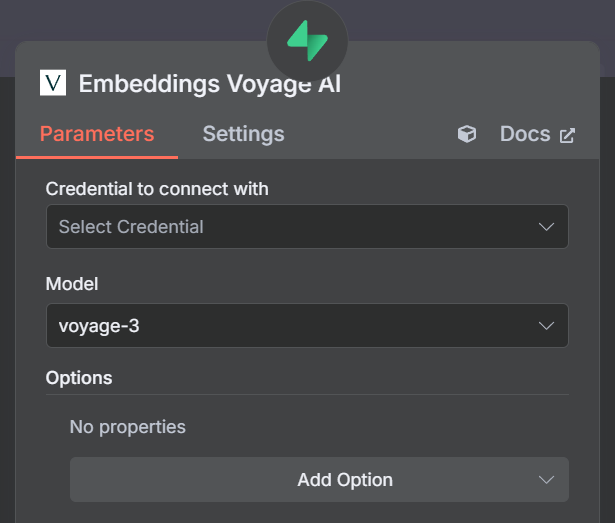 V Embeddings Voyage AI
Parameters Settings Docs
Credential to connect with
Select Credential
Model
voyage-3
Options
No properties
Add Option